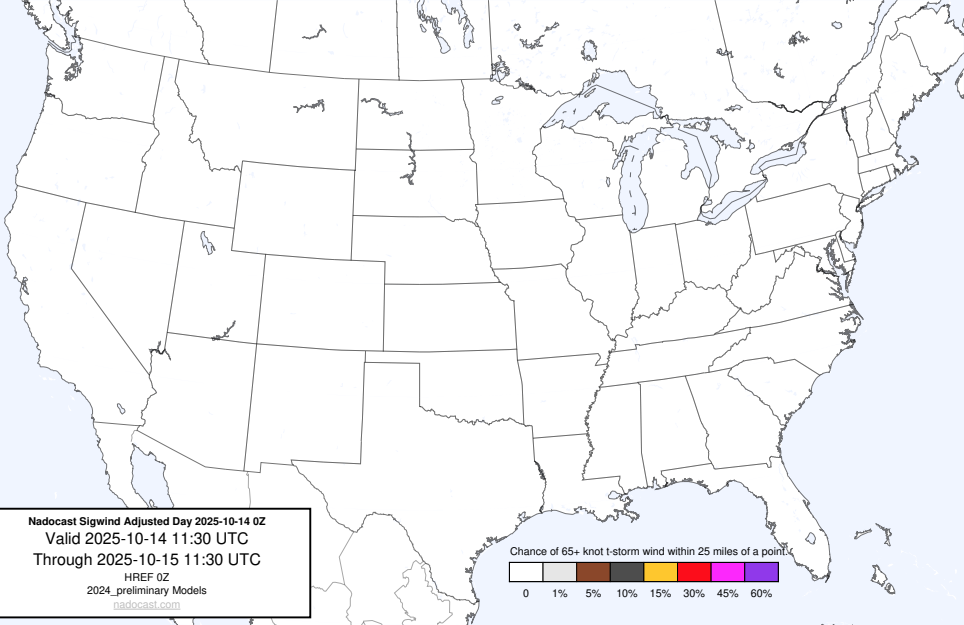 Nadocast Sigwind Adjusted Day 2025-10-14 0Z
Valid 2025-10-14 11:30 UTC
Through 2025-10-15 11:30 UTC
HREF 0Z
2024_preliminary Models
nadocast.com
Chance of 65+ knot t-storm wind within 25 miles of a point.
0 1% 5% 10% 15% 30% 45% 60%